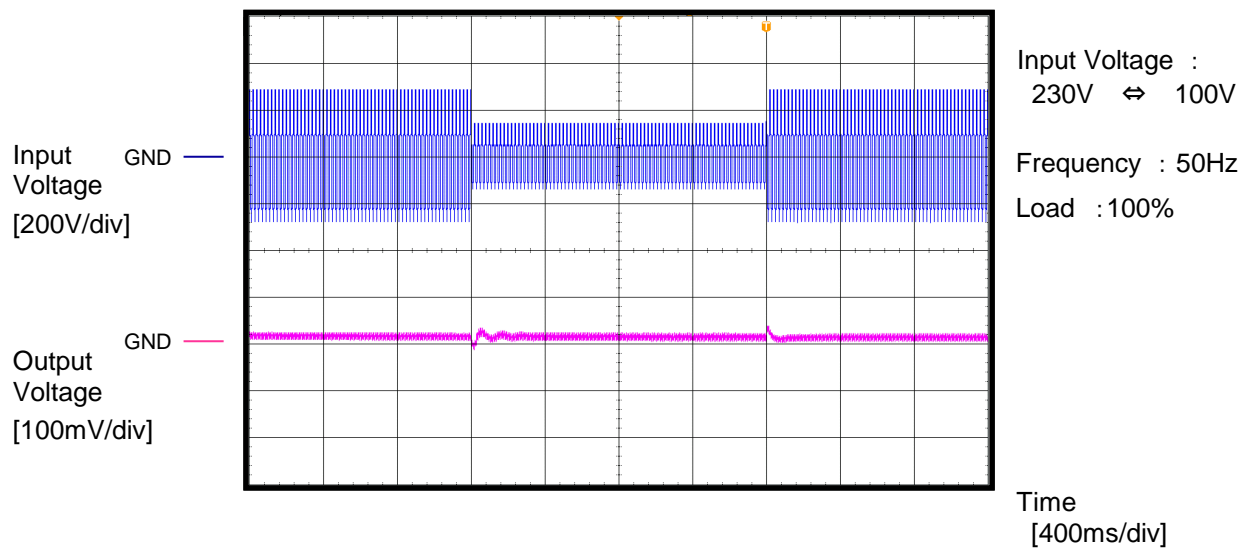 T
Input Voltage :
230V ⇔ 100V
Input
Voltage
[200V/div]
GND
Frequency : 50Hz
Load :100%
Output
Voltage
[100mV/div]
GND
Time
[400ms/div]